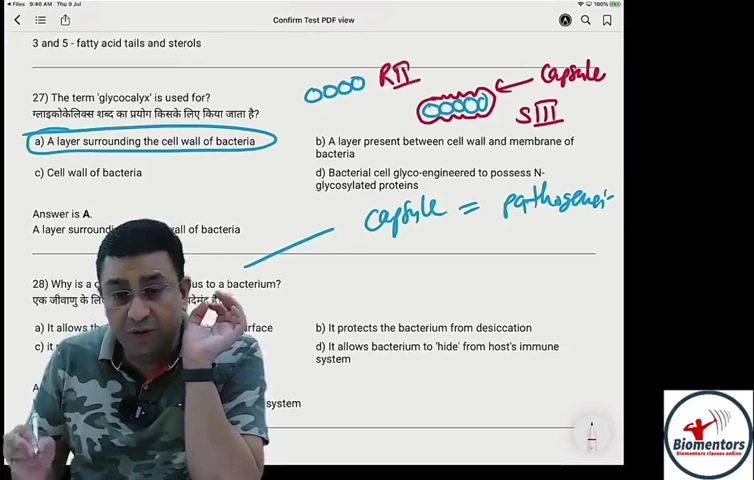 Files 9:40 AM Thu 9 Jul
100%
Confirm Test PDF view
3 and 5 - fatty acid tails and sterols
27) The term 'glycocalyx' is used for?
ग्लाइकोकेलिक्स शब्द का प्रयोग किसके लिए किया जाता है?
RII
capsule
SIII
a) A layer surrounding the cell wall of bacteria
b) A layer present between cell wall and membrane of
bacteria
c) Cell wall of bacteria
d) Bacterial cell glyco-engineered to possess N-
glycosylated proteins
capsule = pathogeni
Answer is A.
A layer surroundi wall of bacteria
28) Why is a us to a bacterium?
एक जीवाणु के
a) It allows rface
b) It protects the bacterium from desiccation
c) it
d) It allows bacterium to 'hide' from host's immune
system
system
Biomentors
Biomentors classes online